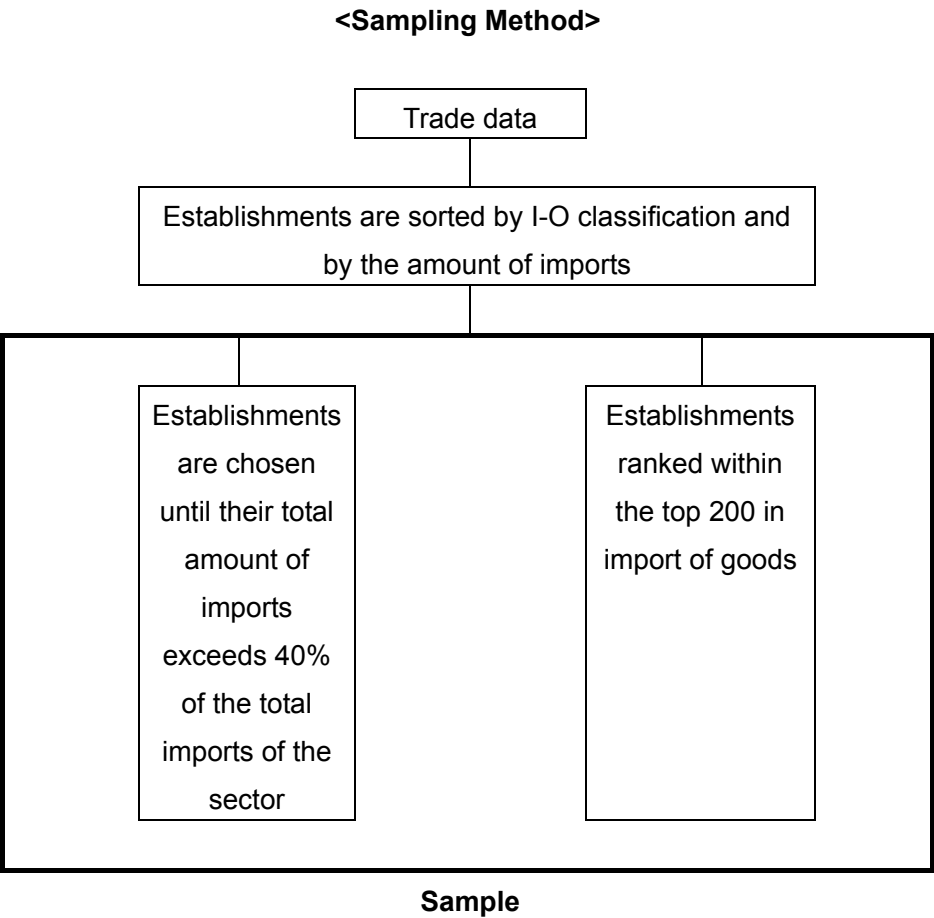 <Sampling Method>
Trade data
Establishments are sorted by I-O classification and
by the amount of imports
Establishments
are chosen
until their total
amount of
imports
exceeds 40%
of the total
imports of the
sector
Establishments
ranked within
the top 200 in
import of goods
Sample